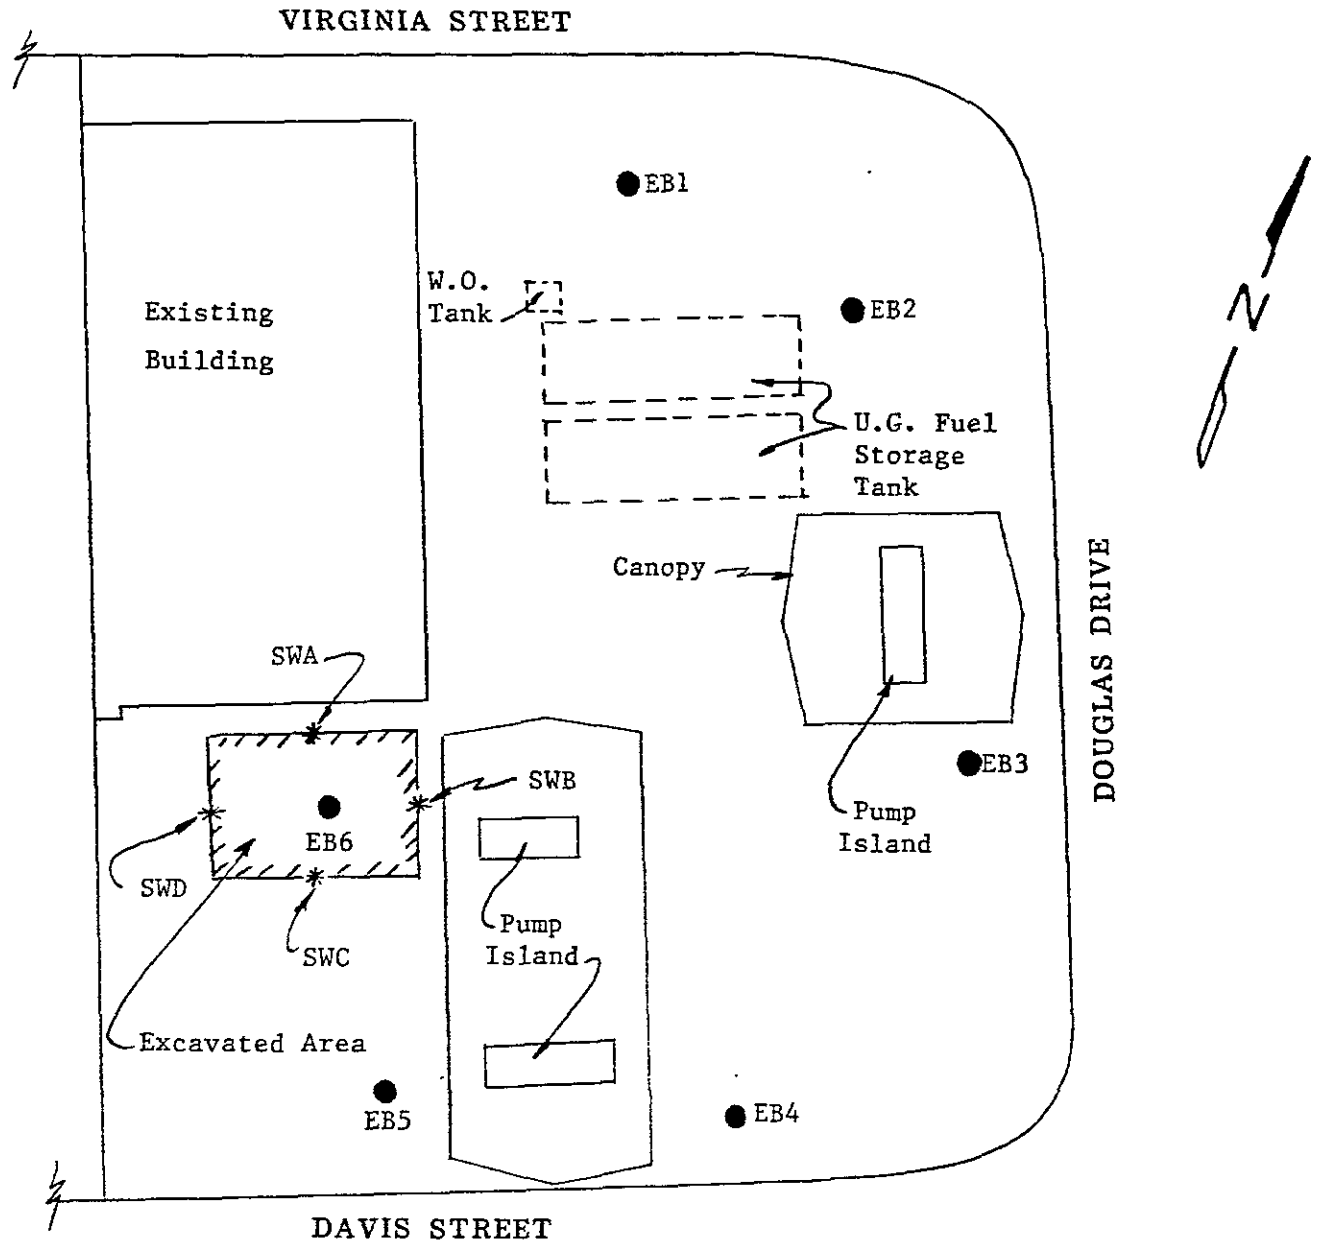 VIRGINIA STREET
EB1
W.O.
Tank
Existing
Building
EB2
N
U.G. Fuel
Storage
Tank
Canopy
DOUGLAS DRIVE
SWA
EB3
SWB
Pump
Island
EB6
SWD
Pump
Island
SWC
Excavated Area
EB5
EB4
DAVIS STREET